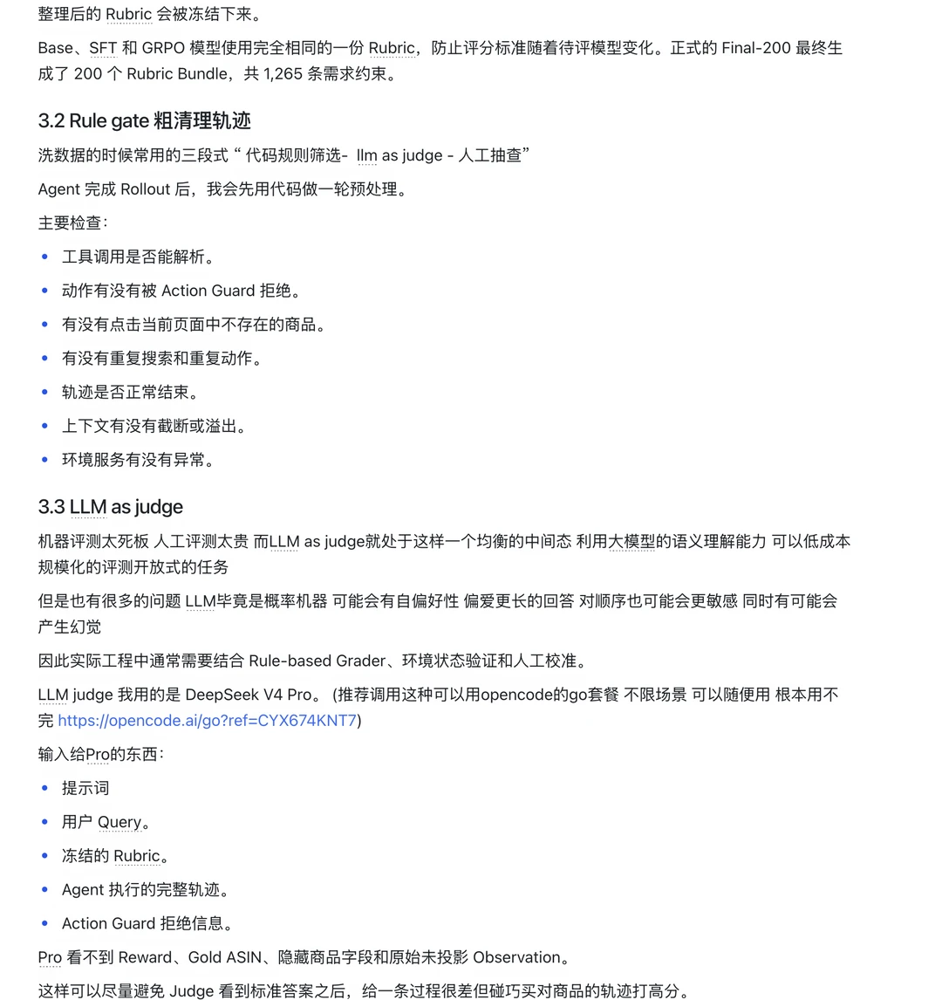 整理后的 Rubric 会被冻结下来。
Base、SFT 和 GRPO 模型使用完全相同的一份 Rubric，防止评分标准随着待评模型变化。正式的 Final-200 最终生
成了 200 个 Rubric Bundle，共 1,265 条需求约束。
3.2 Rule gate 粗清理轨迹
洗数据的时候常用的三段式 “ 代码规则筛选-  llm as judge - 人工抽查”
Agent 完成 Rollout 后，我会先用代码做一轮预处理。
主要检查：
• 工具调用是否能解析。
• 动作有没有被 Action Guard 拒绝。
• 有没有点击当前页面中不存在的商品。
• 有没有重复搜索和重复动作。
• 轨迹是否正常结束。
• 上下文有没有截断或溢出。
• 环境服务有没有异常。
3.3 LLM as judge
机器评测太死板 人工评测太贵 而LLM as judge就处于这样一个均衡的中间态 利用大模型的语义理解能力 可以低成本
规模化的评测开放式的任务
但是也有很多的问题 LLM毕竟是概率机器 可能会有自偏好性 偏爱更长的回答 对顺序也可能会更敏感 同时有可能会
产生幻觉
因此实际工程中通常需要结合 Rule-based Grader、环境状态验证和人工校准。
LLM judge 我用的是 DeepSeek V4 Pro。 (推荐调用这种可以用opencode的go套餐 不限场景 可以随便用 根本用不
完 https://opencode.ai/go?ref=CYX674KNT7)
输入给Pro的东西：
• 提示词
• 用户 Query。
• 冻结的 Rubric。
• Agent 执行的完整轨迹。
• Action Guard 拒绝信息。
Pro 看不到 Reward、Gold ASIN、隐藏商品字段和原始未投影 Observation。
这样可以尽量避免 Judge 看到标准答案之后，给一条过程很差但碰巧买对商品的轨迹打高分。